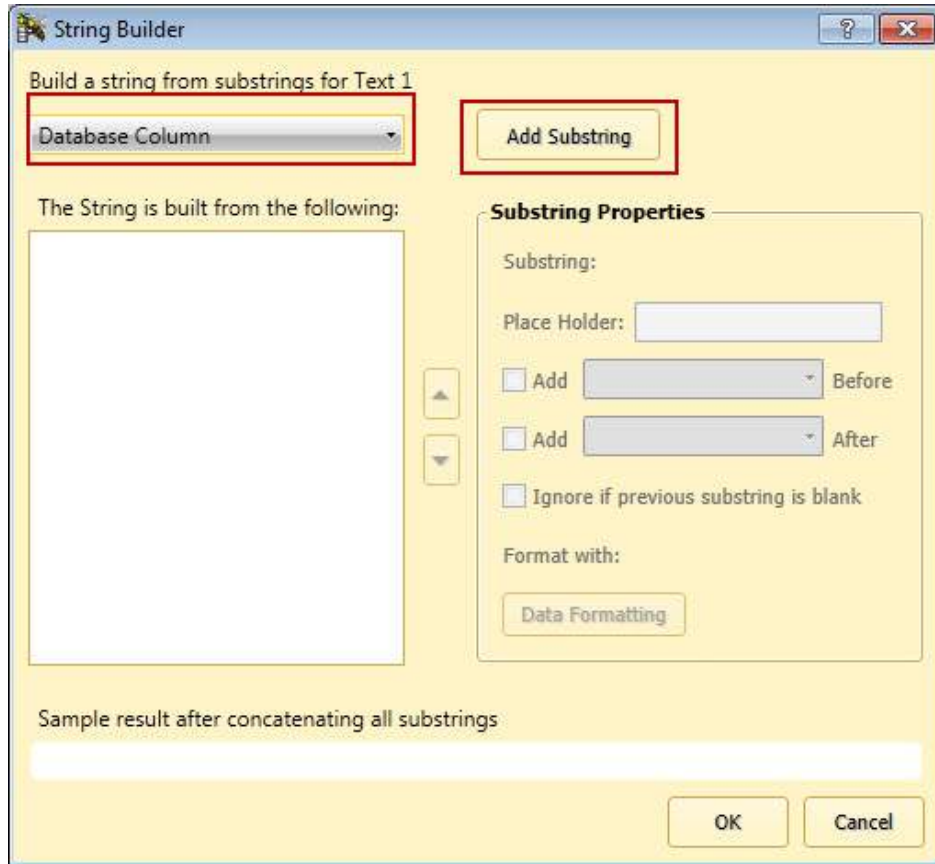 String Builder
Build a string from substrings for Text 1
Database Column
Add Substring
The String is built from the following:
Substring Properties
Substring:
Place Holder:
Add Before
Add After
Ignore if previous substring is blank
Format with:
Data Formatting
Sample result after concatenating all substrings
OK Cancel